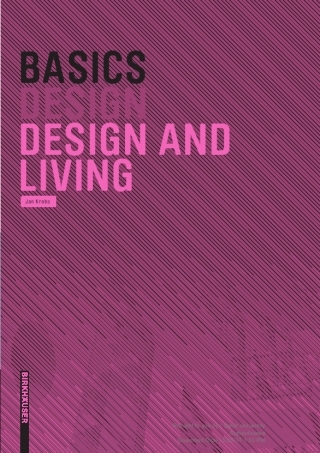 BASICS
DESIGN
DESIGN AND
LIVING
Jan Krebs
BIRKHÄUSER